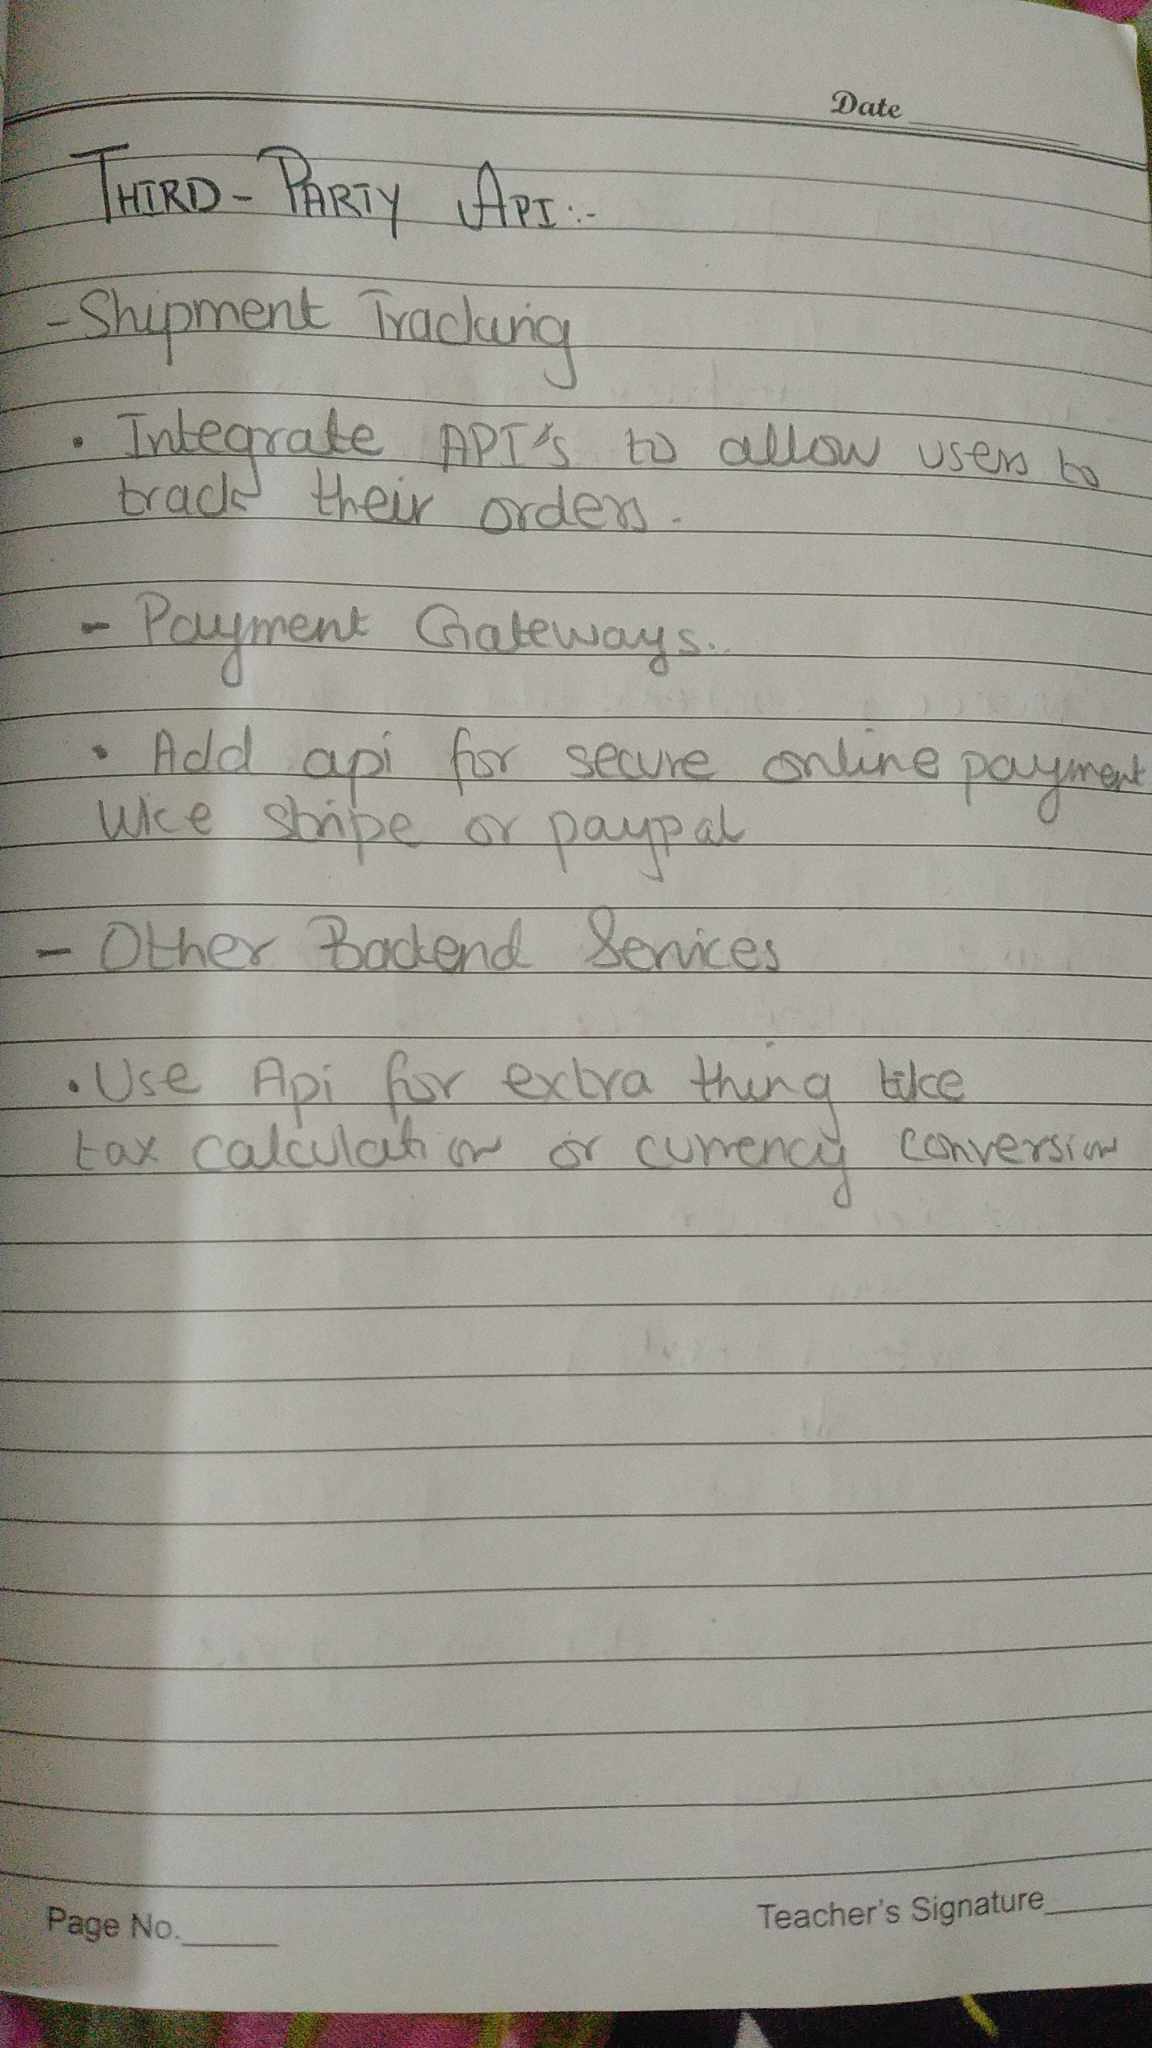 Date
THIRD-PARTY API:-
- Shipment Tracking
• Integrate API's to allow users to
track their orders.
- Payment Gateways..
• Add api for secure online payment
like stripe or paypal
- Other Backend Services
• Use Api for extra thing like
tax calculation or currency conversion
Page No.
Teacher's Signature